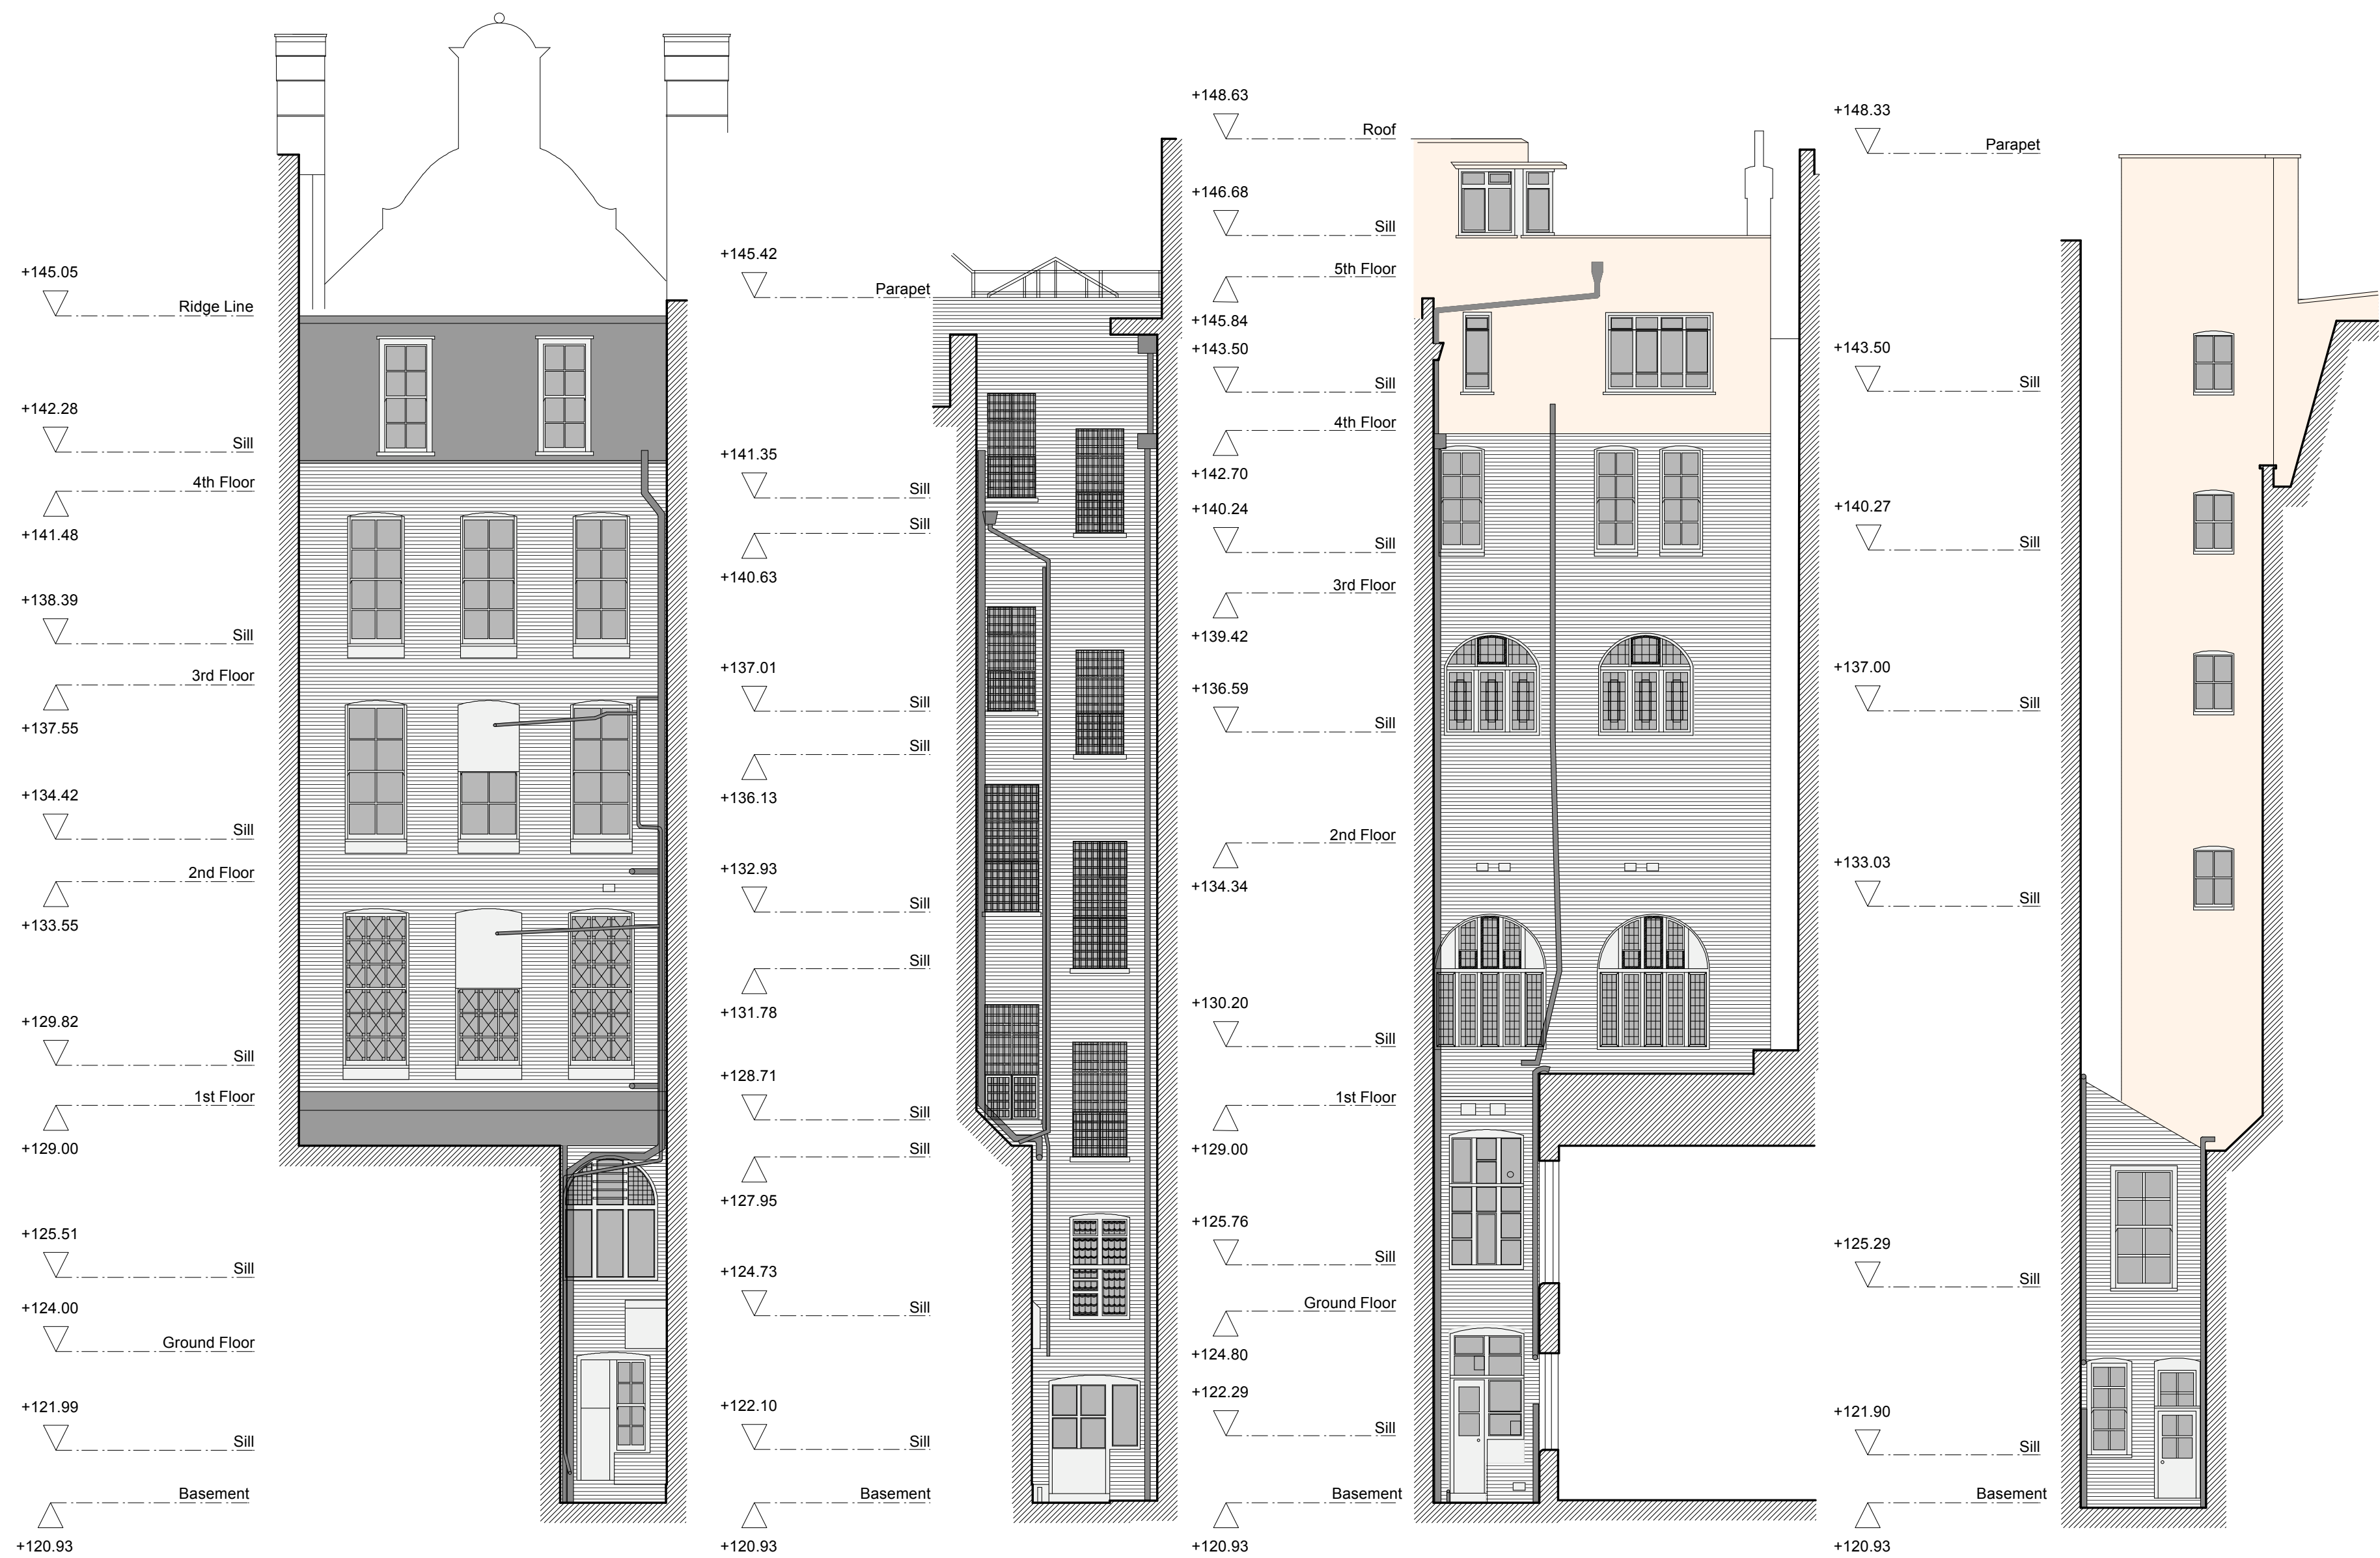 +145.05
Ridge Line
+142.28
Sill
4th Floor
+141.48
+138.39
Sill
3rd Floor
+137.55
+134.42
Sill
2nd Floor
+133.55
+129.82
Sill
1st Floor
+129.00
+125.51
Sill
+124.00
Ground Floor
+121.99
Sill
Basement
+120.93
+145.42
Parapet
+141.35
Sill
Sill
+140.63
+137.01
Sill
Sill
+136.13
+132.93
Sill
Sill
+131.78
+128.71
Sill
Sill
+127.95
+124.73
Sill
+122.10
Sill
Basement
+120.93
+148.63
Roof
+146.68
Sill
5th Floor
+145.84
+143.50
Sill
4th Floor
+142.70
+140.24
Sill
3rd Floor
+139.42
+136.59
Sill
2nd Floor
+134.34
+130.20
Sill
1st Floor
+129.00
+125.76
Sill
Ground Floor
+124.80
+122.29
Sill
Basement
+120.93
+148.33
Parapet
+143.50
Sill
+140.27
Sill
+137.00
Sill
+133.03
Sill
+125.29
Sill
+121.90
Sill
Basement
+120.93